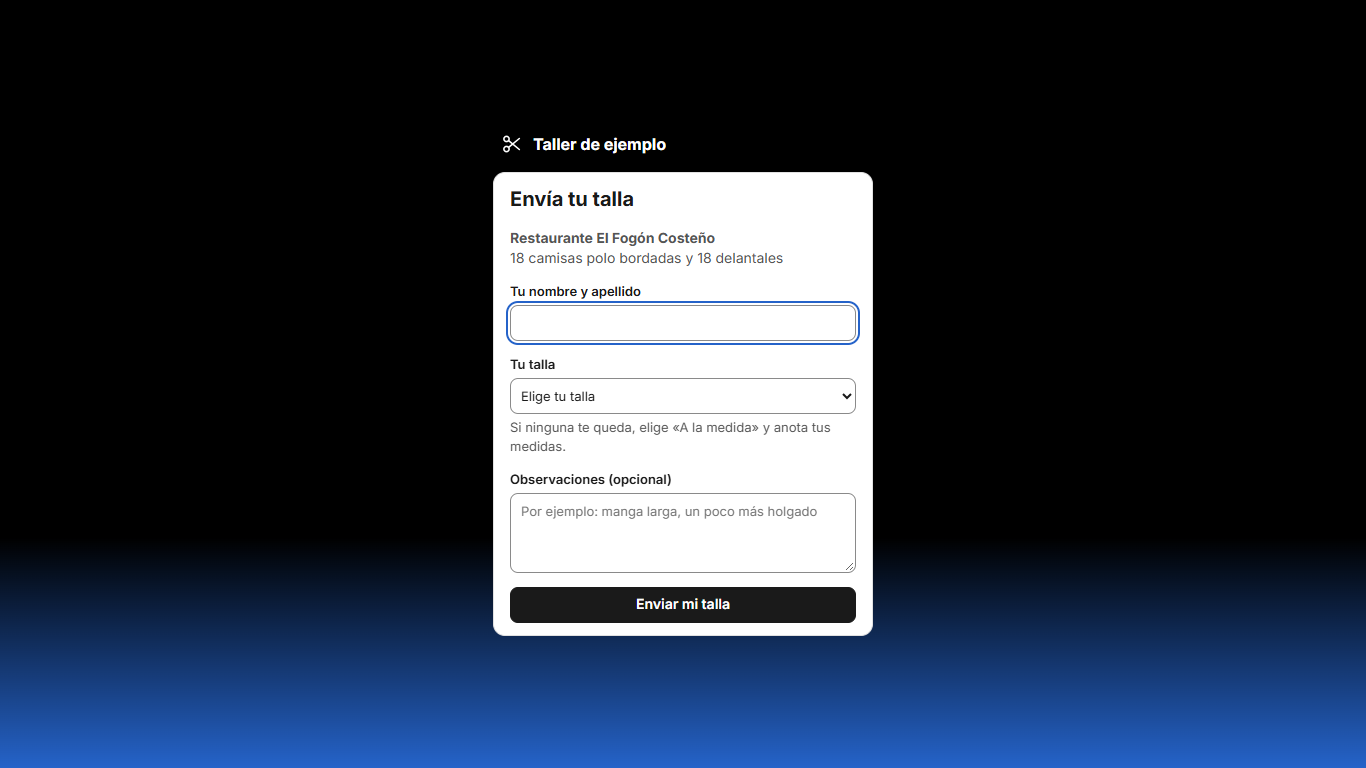 Taller de ejemplo
Envía tu talla
Restaurante El Fogón Costeño
18 camisas polo bordadas y 18 delantales
Tu nombre y apellido
Tu talla
Elige tu talla
Si ninguna te queda, elige «A la medida» y anota tus
medidas.
Observaciones (opcional)
Por ejemplo: manga larga, un poco más holgado
Enviar mi talla